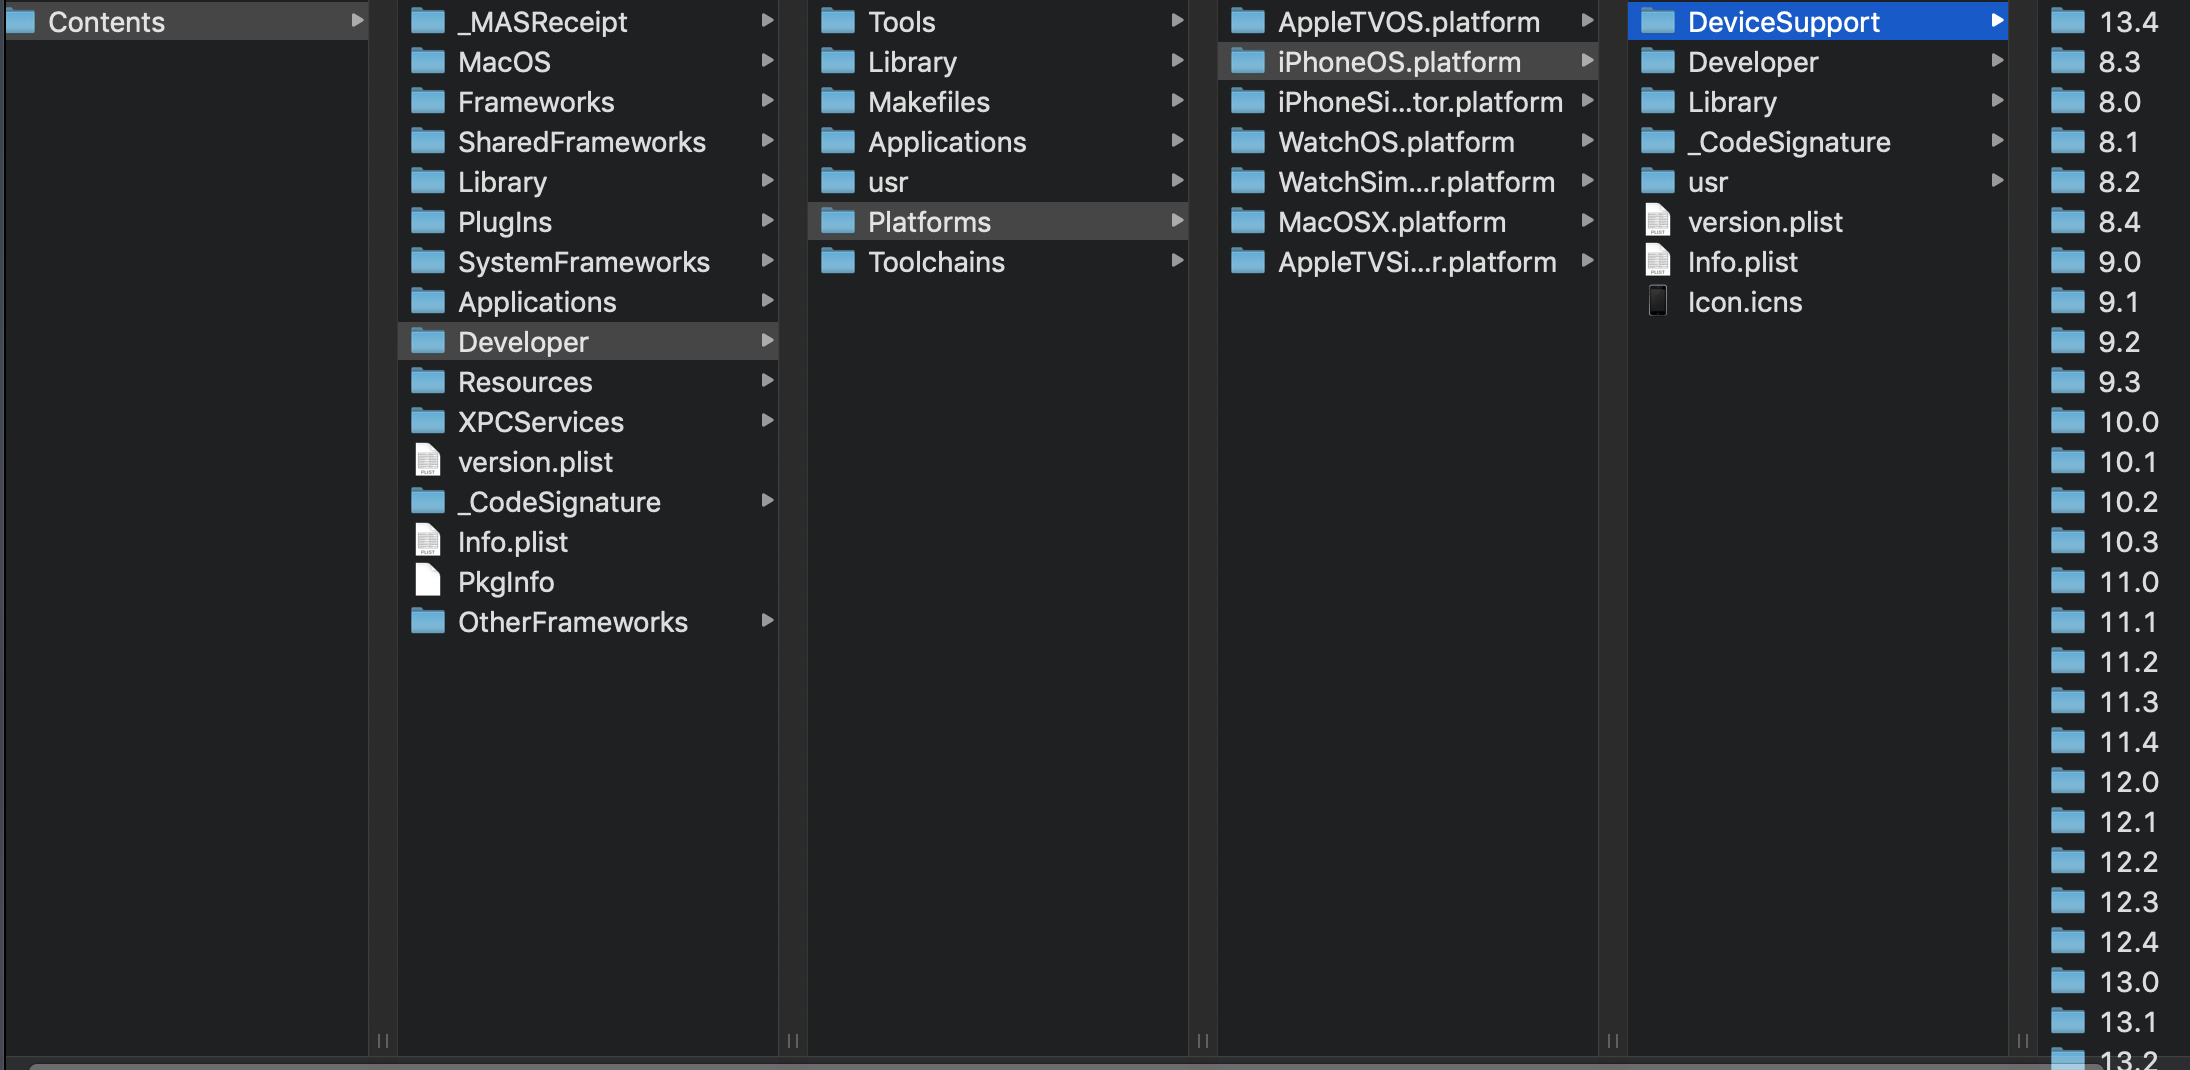 Contents
_MASReceipt
MacOS
Frameworks
SharedFrameworks
Library
PlugIns
SystemFrameworks
Applications
Developer
Resources
XPCServices
version.plist
_CodeSignature
Info.plist
PkgInfo
OtherFrameworks
Tools
Library
Makefiles
Applications
usr
Platforms
Toolchains
AppleTVOS.platform
iPhoneOS.platform
iPhoneSi...tor.platform
WatchOS.platform
WatchSim...r.platform
MacOSX.platform
AppleTVSi...r.platform
DeviceSupport
Developer
Library
_CodeSignature
usr
version.plist
Info.plist
Icon.icns
13.4
8.3
8.0
8.1
8.2
8.4
9.0
9.1
9.2
9.3
10.0
10.1
10.2
10.3
11.0
11.1
11.2
11.3
11.4
12.0
12.1
12.2
12.3
12.4
13.0
13.1
13.2